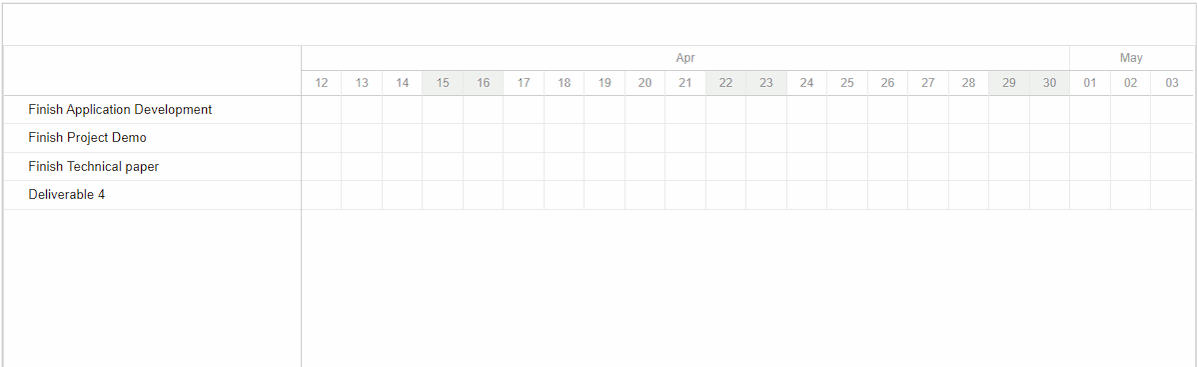 Apr May
12 13 14 15 16 17 18 19 20 21 22 23 24 25 26 27 28 29 30 01 02 03
Finish Application Development
Finish Project Demo
Finish Technical paper
Deliverable 4